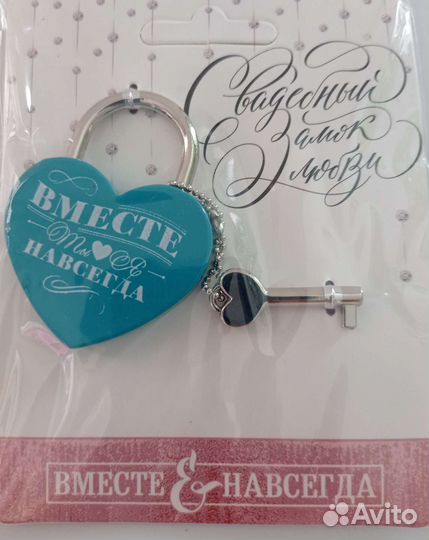 Свадебный
Замок
любви
ВМЕСТЕ
Ты Я
НАВСЕГДА
ВМЕСТЕ & НАВСЕГДА
Avito